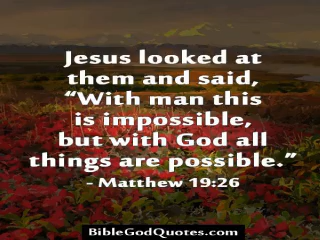 Jesus looked at
them and said,
“With man this
is impossible,
but with God all
things are possible.”
- Matthew 19:26
BibleGodQuotes.com